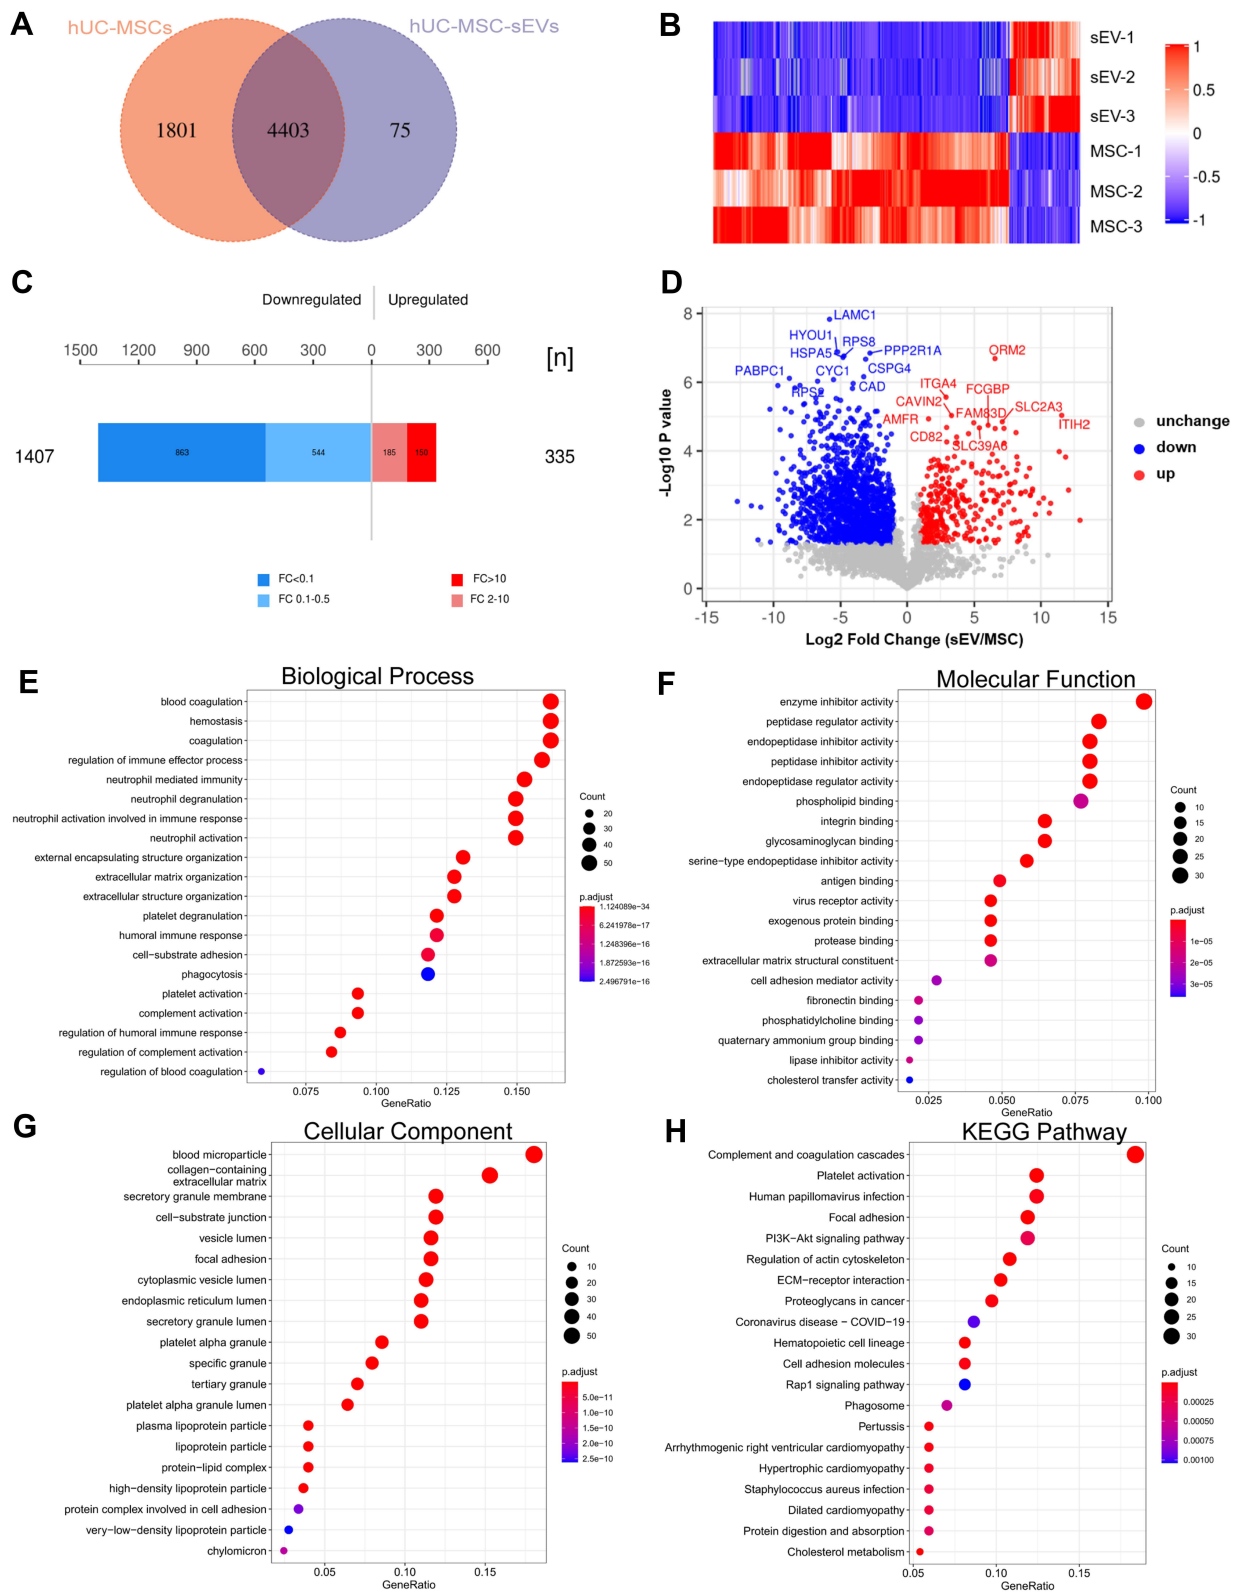 A
hUC-MSCs
hUC-MSC-sEVs
1801
4403
75
B
sEV-1
sEV-2
sEV-3
MSC-1
MSC-2
MSC-3
1
0.5
0
-0.5
-1
C
Downregulated
Upregulated
1500 1200 900 600 300 0 300 600
[n]
1407
863
544
185
150
335
FC<0.1
FC>10
FC 0.1-0.5
FC 2-10
D
-Log10 P value
8
6
4
2
0
LAMC1
HYOU1
RPS8
HSPA5
PPP2R1A
ORM2
PABPC1
CYC1
CSPG4
RPS2
CAD
ITGA4
FCGBP
CAVIN2
FAM83D
SLC2A3
AMFR
ITIH2
CD82
SLC39A6
-15 -10 -5 0 5 10 15
Log2 Fold Change (sEV/MSC)
unchange
down
up
E
Biological Process
blood coagulation
hemostasis
coagulation
regulation of immune effector process
neutrophil mediated immunity
neutrophil degranulation
neutrophil activation involved in immune response
neutrophil activation
external encapsulating structure organization
extracellular matrix organization
extracellular structure organization
platelet degranulation
humoral immune response
cell−substrate adhesion
phagocytosis
platelet activation
complement activation
regulation of humoral immune response
regulation of complement activation
regulation of blood coagulation
0.075 0.100 0.125 0.150
GeneRatio
Count
20
30
40
50
p.adjust
1.124089e−34
6.241978e−17
1.248396e−16
1.872593e−16
2.496791e−16
F
Molecular Function
enzyme inhibitor activity
peptidase regulator activity
endopeptidase inhibitor activity
peptidase inhibitor activity
endopeptidase regulator activity
phospholipid binding
integrin binding
glycosaminoglycan binding
serine−type endopeptidase inhibitor activity
antigen binding
virus receptor activity
exogenous protein binding
protease binding
extracellular matrix structural constituent
cell adhesion mediator activity
fibronectin binding
phosphatidylcholine binding
quaternary ammonium group binding
lipase inhibitor activity
cholesterol transfer activity
0.025 0.050 0.075 0.100
GeneRatio
Count
10
15
20
25
30
p.adjust
1e−05
2e−05
3e−05
G
Cellular Component
blood microparticle
collagen−containing
extracellular matrix
secretory granule membrane
cell−substrate junction
vesicle lumen
focal adhesion
cytoplasmic vesicle lumen
endoplasmic reticulum lumen
secretory granule lumen
platelet alpha granule
specific granule
tertiary granule
platelet alpha granule lumen
plasma lipoprotein particle
lipoprotein particle
protein−lipid complex
high−density lipoprotein particle
protein complex involved in cell adhesion
very−low−density lipoprotein particle
chylomicron
0.05 0.10 0.15
GeneRatio
Count
10
20
30
40
50
p.adjust
5.0e−11
1.0e−10
1.5e−10
2.0e−10
2.5e−10
H
KEGG Pathway
Complement and coagulation cascades
Platelet activation
Human papillomavirus infection
Focal adhesion
PI3K−Akt signaling pathway
Regulation of actin cytoskeleton
ECM−receptor interaction
Proteoglycans in cancer
Coronavirus disease − COVID−19
Hematopoietic cell lineage
Cell adhesion molecules
Rap1 signaling pathway
Phagosome
Pertussis
Arrhythmogenic right ventricular cardiomyopathy
Hypertrophic cardiomyopathy
Staphylococcus aureus infection
Dilated cardiomyopathy
Protein digestion and absorption
Cholesterol metabolism
0.05 0.10 0.15
GeneRatio
Count
10
15
20
25
30
p.adjust
0.00025
0.00050
0.00075
0.00100